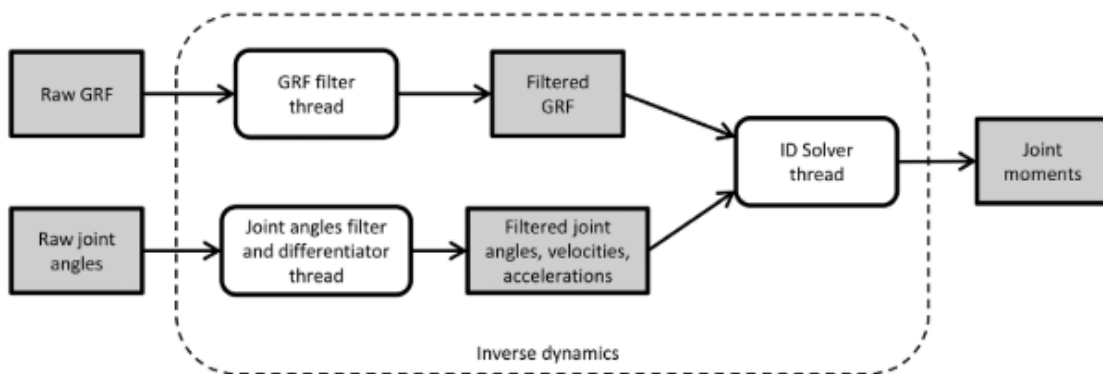 Raw GRF
GRF filter
thread
Filtered
GRF
ID Solver
thread
Joint
moments
Raw joint
angles
Joint angles filter
and differentiator
thread
Filtered joint
angles, velocities,
accelerations
Inverse dynamics